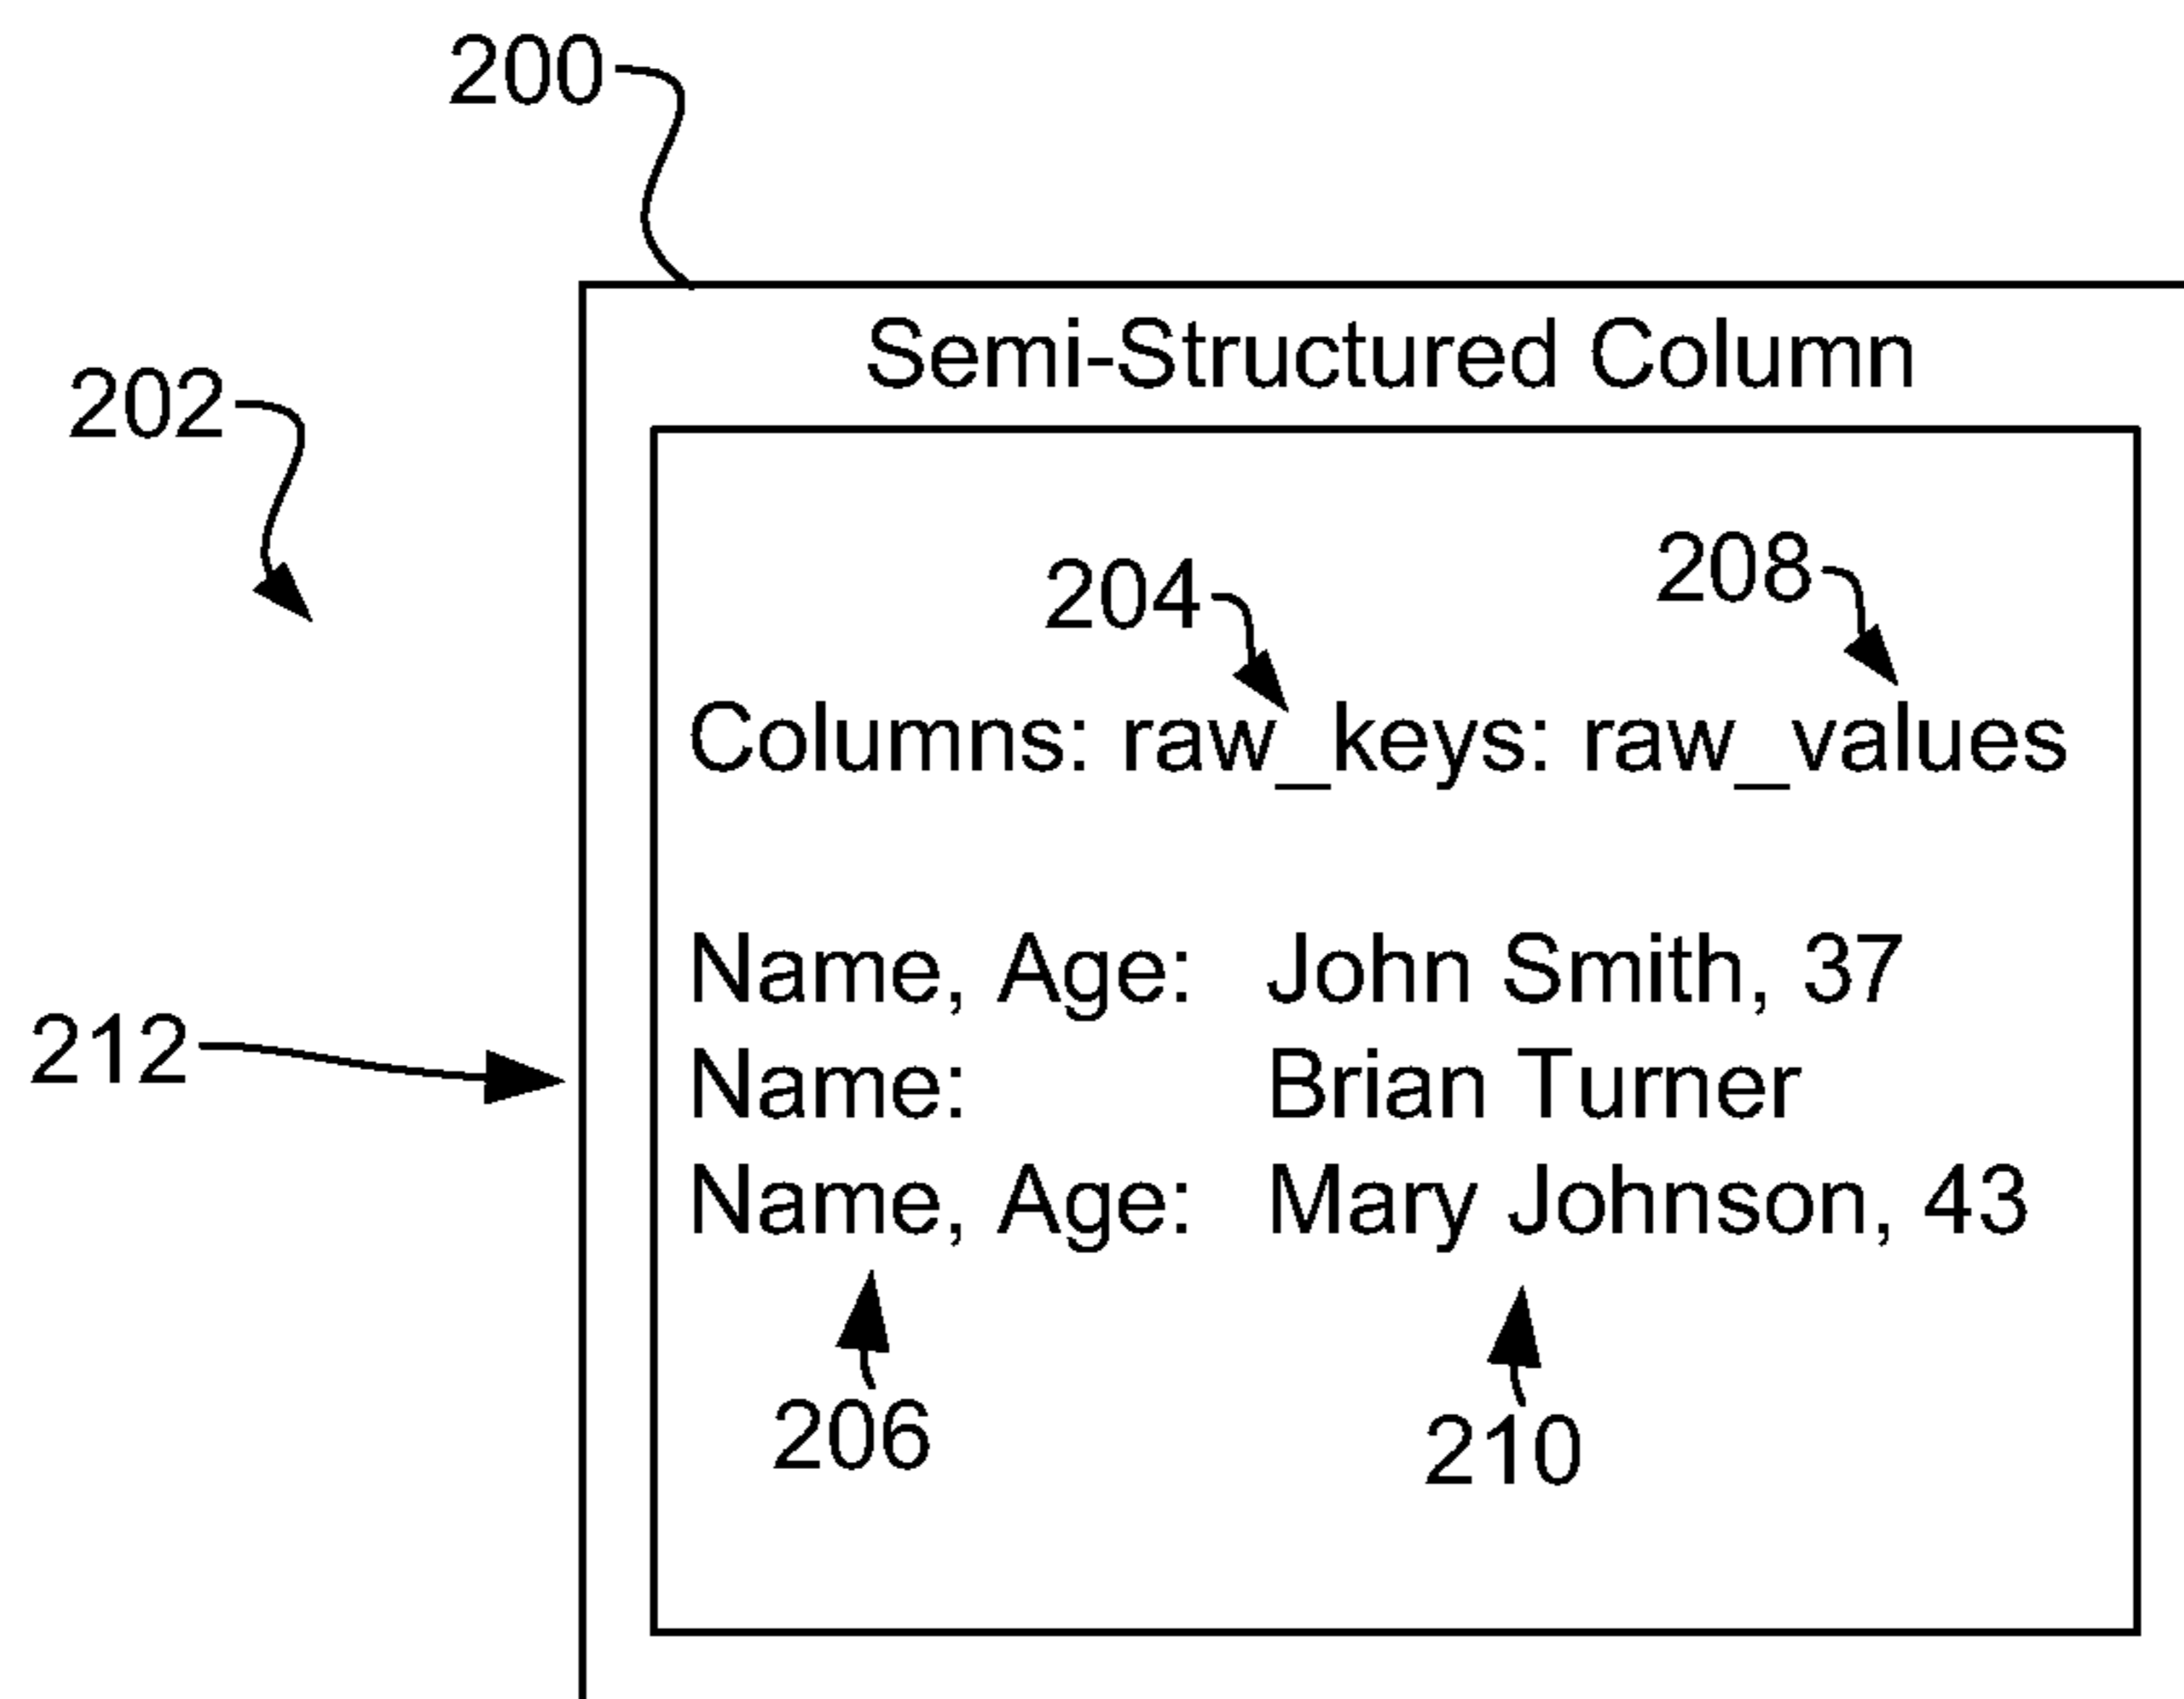 200
Semi-Structured Column
202
204
208
Columns: raw_keys: raw_values
Name, Age: John Smith, 37
212
Name: Brian Turner
Name, Age: Mary Johnson, 43
206
210